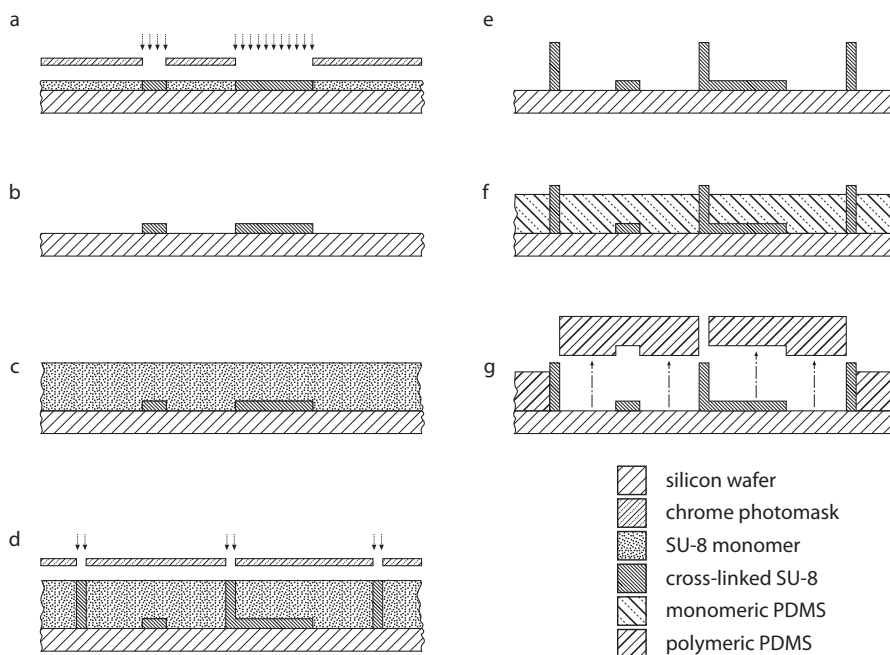 a
b
c
d
e
f
g
silicon wafer
chrome photomask
SU-8 monomer
cross-linked SU-8
monomeric PDMS
polymeric PDMS